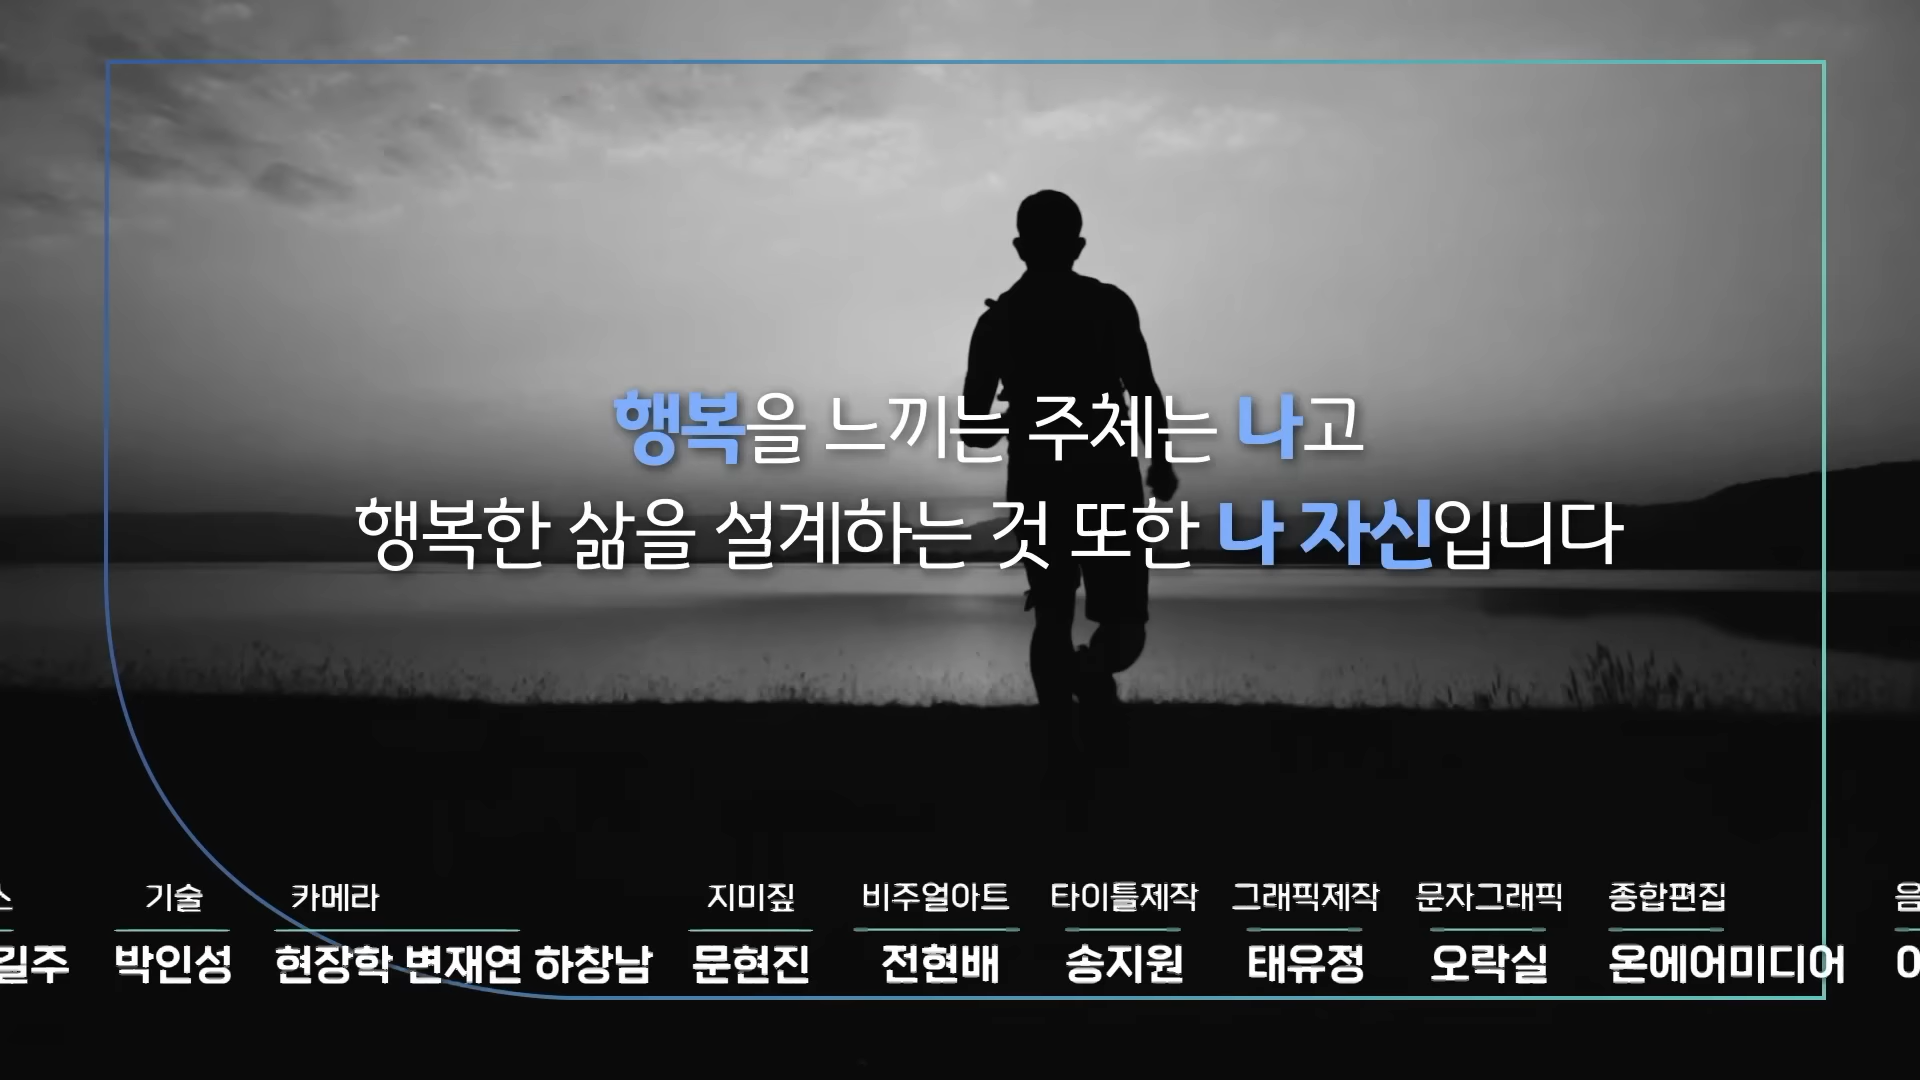 행복을 느끼는 주체는 나고
행복한 삶을 설계하는 것 또한 나 자신입니다
기술 카메라 지미짚 비주얼아트 타이틀제작 그래픽제작 문자그래픽 종합편집
길주 박인성 현장학 변재연 하창남 문현진 전현배 송지원 태유정 오락실 온에어미디어